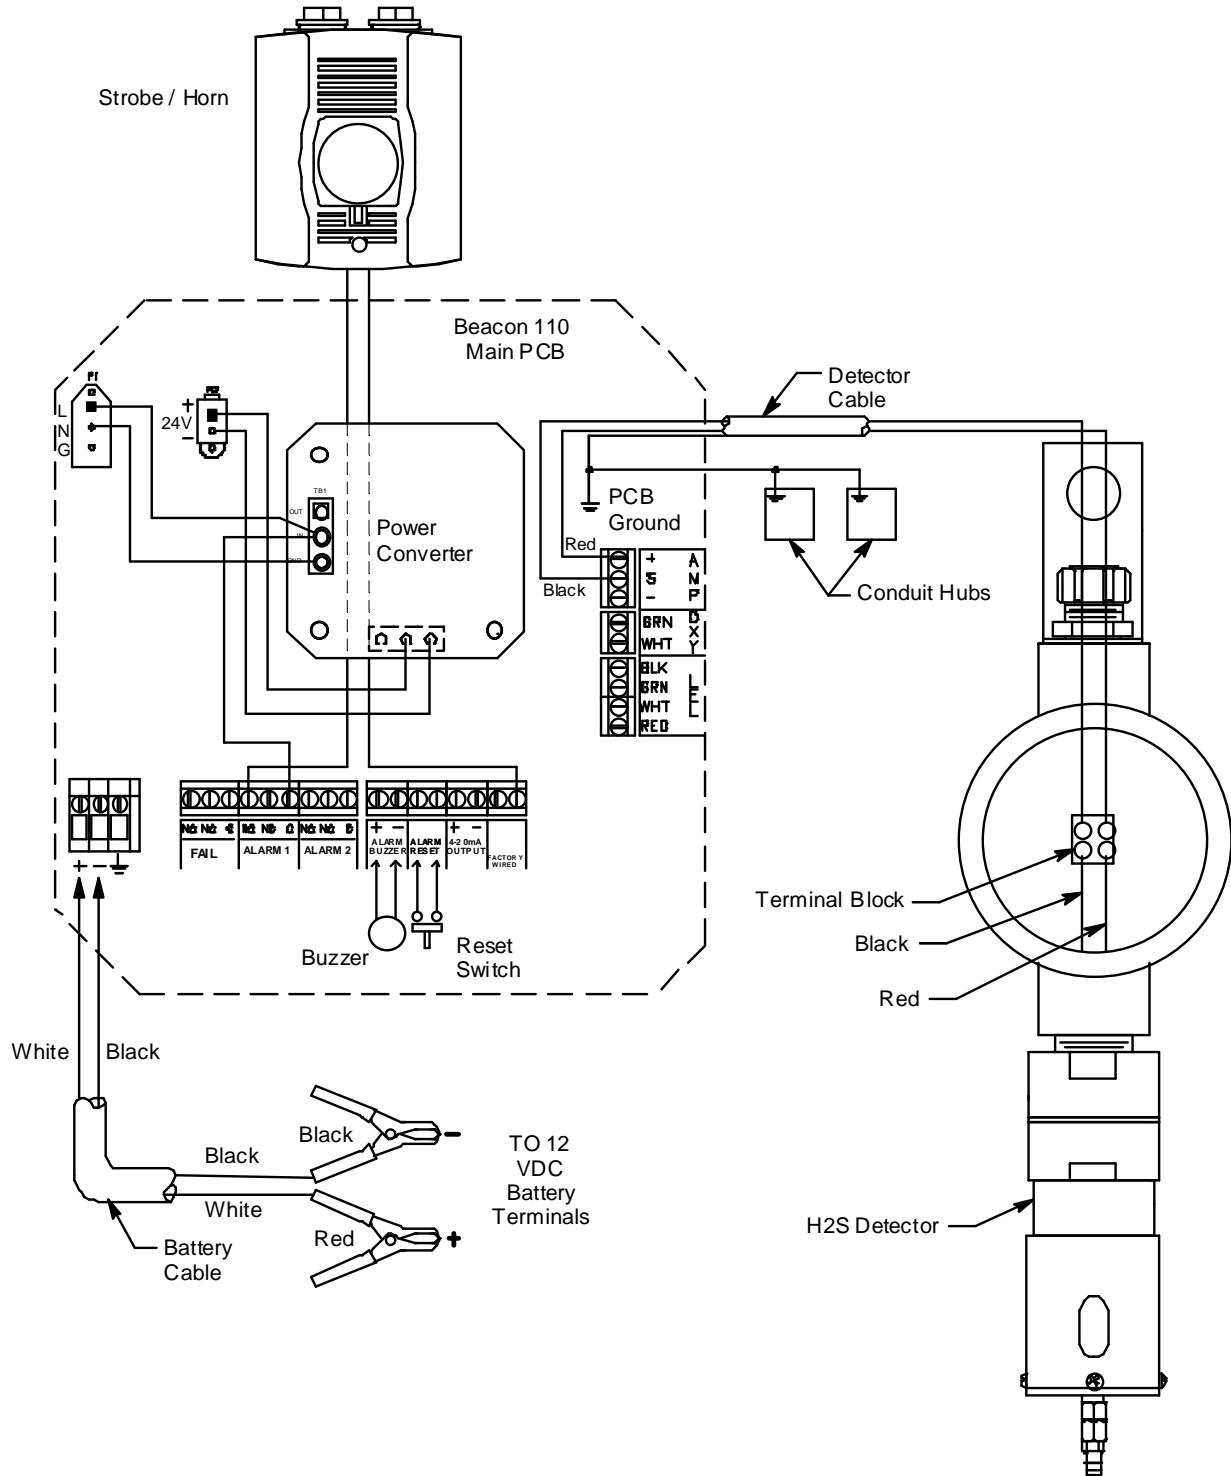 Strobe / Horn
Beacon 110
Main PCB
Detector
Cable
L
N
G
+
24V
−
TB1
OUT
IN
GND
Power
Converter
PCB
Ground
Red
Black
+
S
−
A
N
P
GRN
WHT
D
X
Y
BLK
GRN
WHT
RED
L
E
L
Conduit Hubs
FAIL
ALARM 1
ALARM 2
+ −
ALARM
BUZZER
ALARM
RESET
+ −
4-20mA
OUTPUT
FACTORY
WIRED
+ −
Buzzer
Reset
Switch
Terminal Block
Black
Red
White
Black
Black
White
Black
−
Red
+
TO 12
VDC
Battery
Terminals
Battery
Cable
H2S Detector